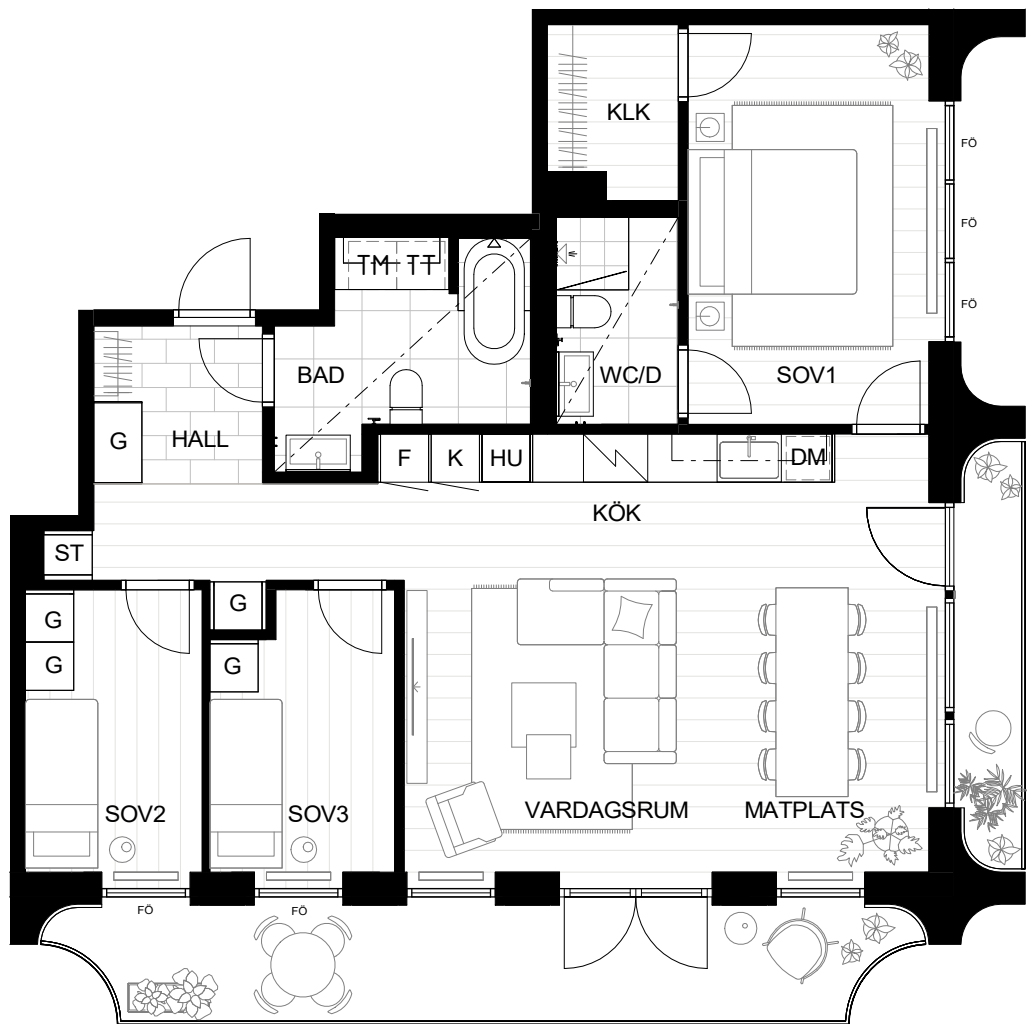 KLK
FÖ
FÖ
FÖ
TM TT
BAD
WC/D
SOV1
G
HALL
F
K
HU
DM
KÖK
ST
G
G
G
G
SOV2
SOV3
VARDAGSRUM
MATPLATS
FÖ
FÖ